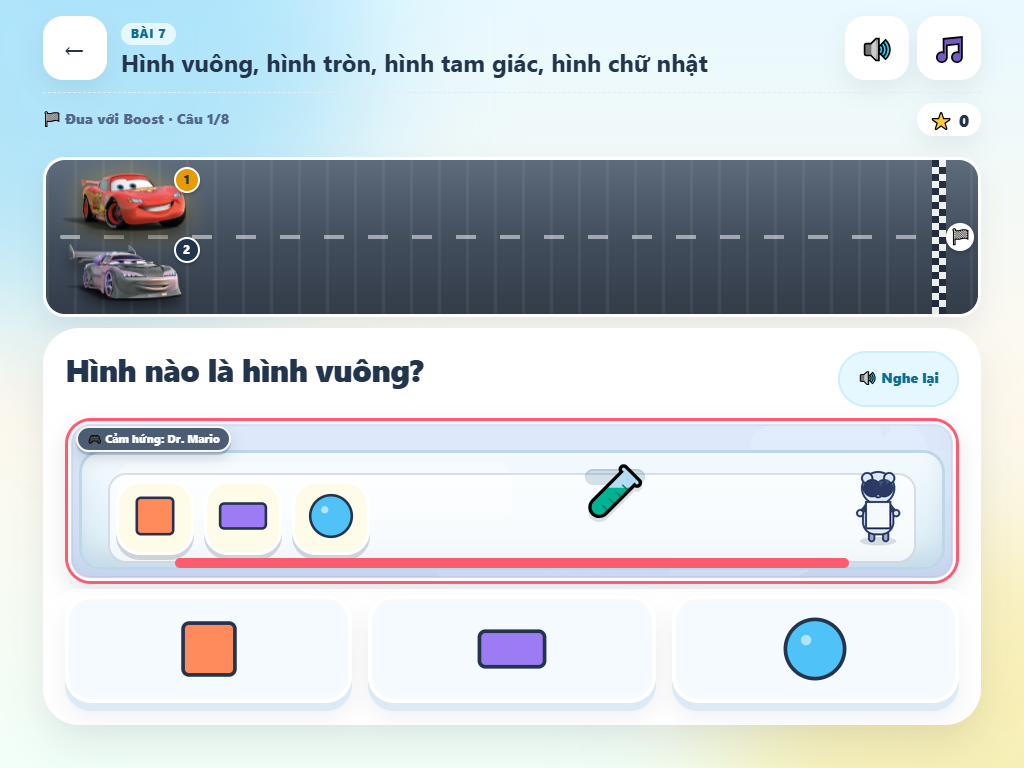 ←
BÀI 7
Hình vuông, hình tròn, hình tam giác, hình chữ nhật
Đua với Boost · Câu 1/8
0
1
2
Hình nào là hình vuông?
Nghe lại
Cảm hứng: Dr. Mario